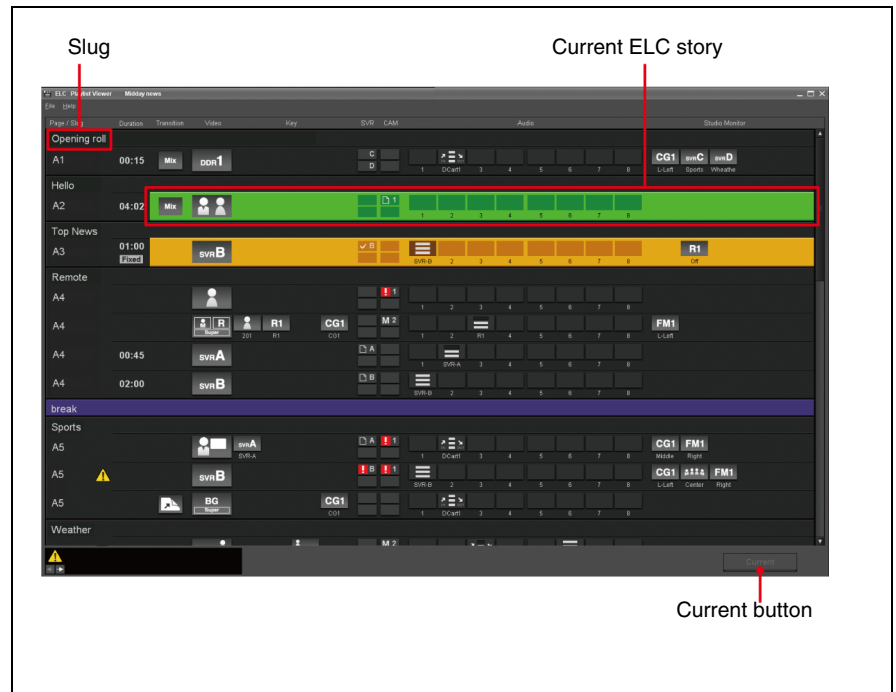 Slug Current ELC story
ELC Playlist Viewer Midday news
File Help
Page / Slug Duration Transition Video Key SVR CAM Audio Studio Monitor
Opening roll
A1 00:15 Mix DDR1 C D 1 DCart1 3 4 5 6 7 8 CG1 L-Left SVRC Sports SVRD Wheathe
Hello
A2 04:02 Mix 1 1 2 3 4 5 6 7 8
Top News
A3 01:00 Fixed SVRB B SVR-B 2 3 4 5 6 7 8 R1 Off
Remote
A4 1 1 2 3 4 5 6 7 8
A4 R Super 201 R1 R1 CG1 CG1 M 2 1 2 R1 4 5 6 7 8 FM1 L-Left
A4 00:45 SVRA A 1 SVR-A 3 4 5 6 7 8
A4 02:00 SVRB B SVR-B 2 3 4 5 6 7 8
break
Sports
A5 SVRA SVR-A A 1 1 DCart1 3 4 5 6 7 8 CG1 Middle FM1 Right
A5 SVRB B 1 SVR-B 2 3 4 5 6 7 8 CG1 L-Left Center FM1 Right
A5 BG Super CG1 CG1 1 DCart1 3 4 5 6 7 8
Weather
M 2
Current
Current button